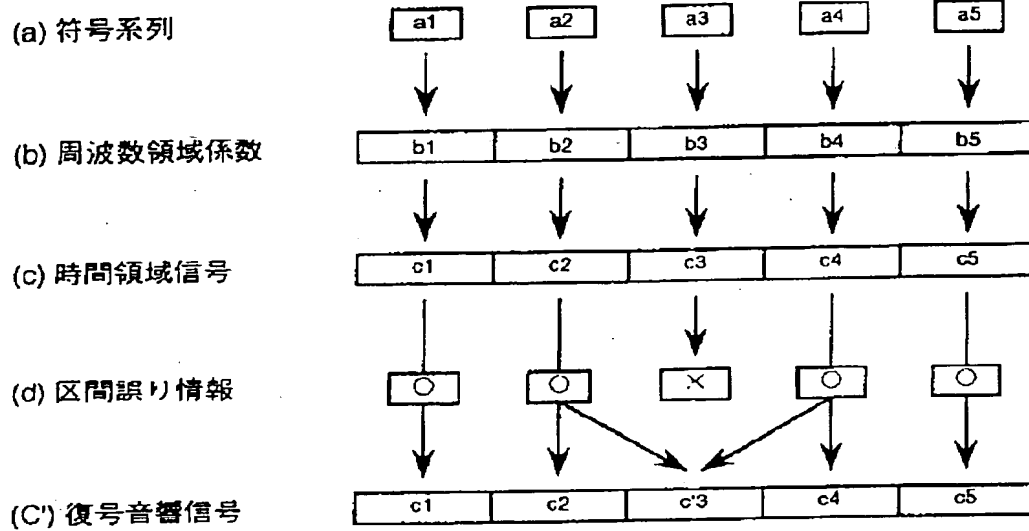 (a) 符号系列 a1 a2 a3 a4 a5
(b) 周波数領域係数 b1 b2 b3 b4 b5
(c) 時間領域信号 c1 c2 c3 c4 c5
(d) 区間誤り情報 ○ ○ × ○ ○
(C') 復号音響信号 c1 c2 c'3 c4 c5